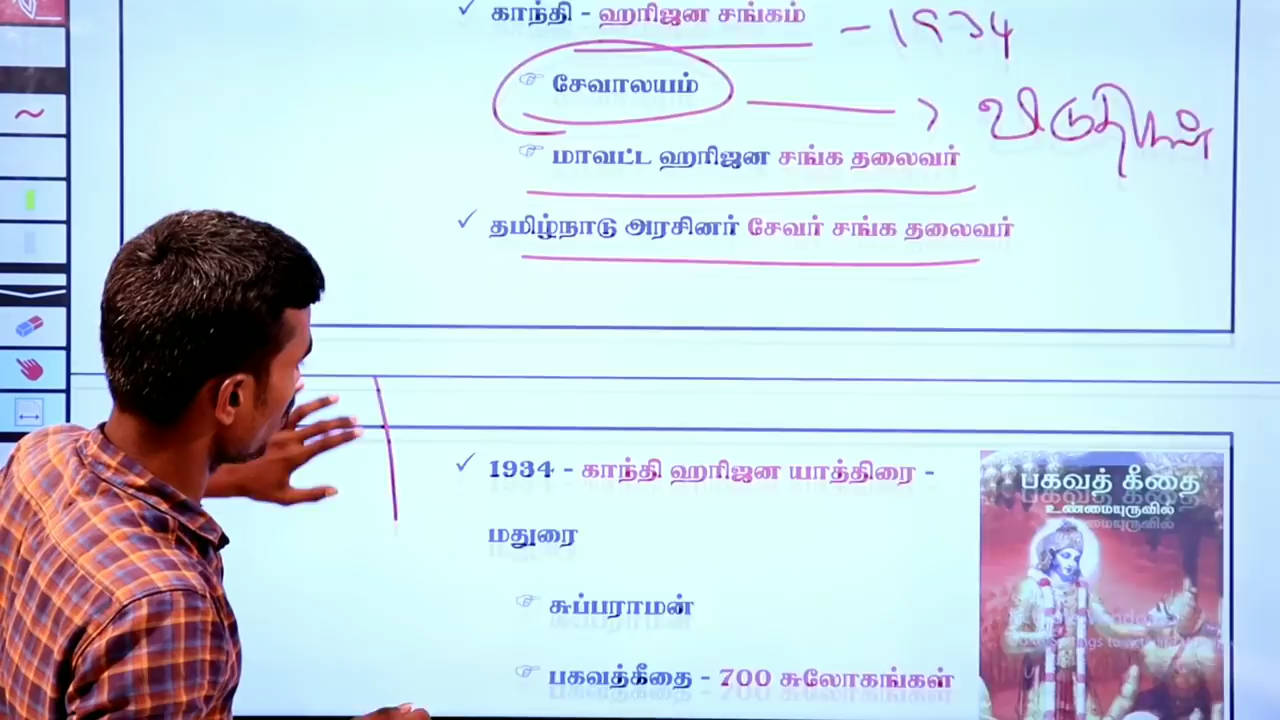 காந்தி - ஹரிஜன சங்கம் - 1934
சேவாலயம் விடுதிகள்
மாவட்ட ஹரிஜன சங்க தலைவர்
தமிழ்நாடு அரசினர் சேவர் சங்க தலைவர்
1934 - காந்தி ஹரிஜன யாத்திரை -
மதுரை
சுப்பராமன்
பகவத்கீதை - 700 சுலோகங்கள்
பகவத் கீதை
உண்மையுருவில்